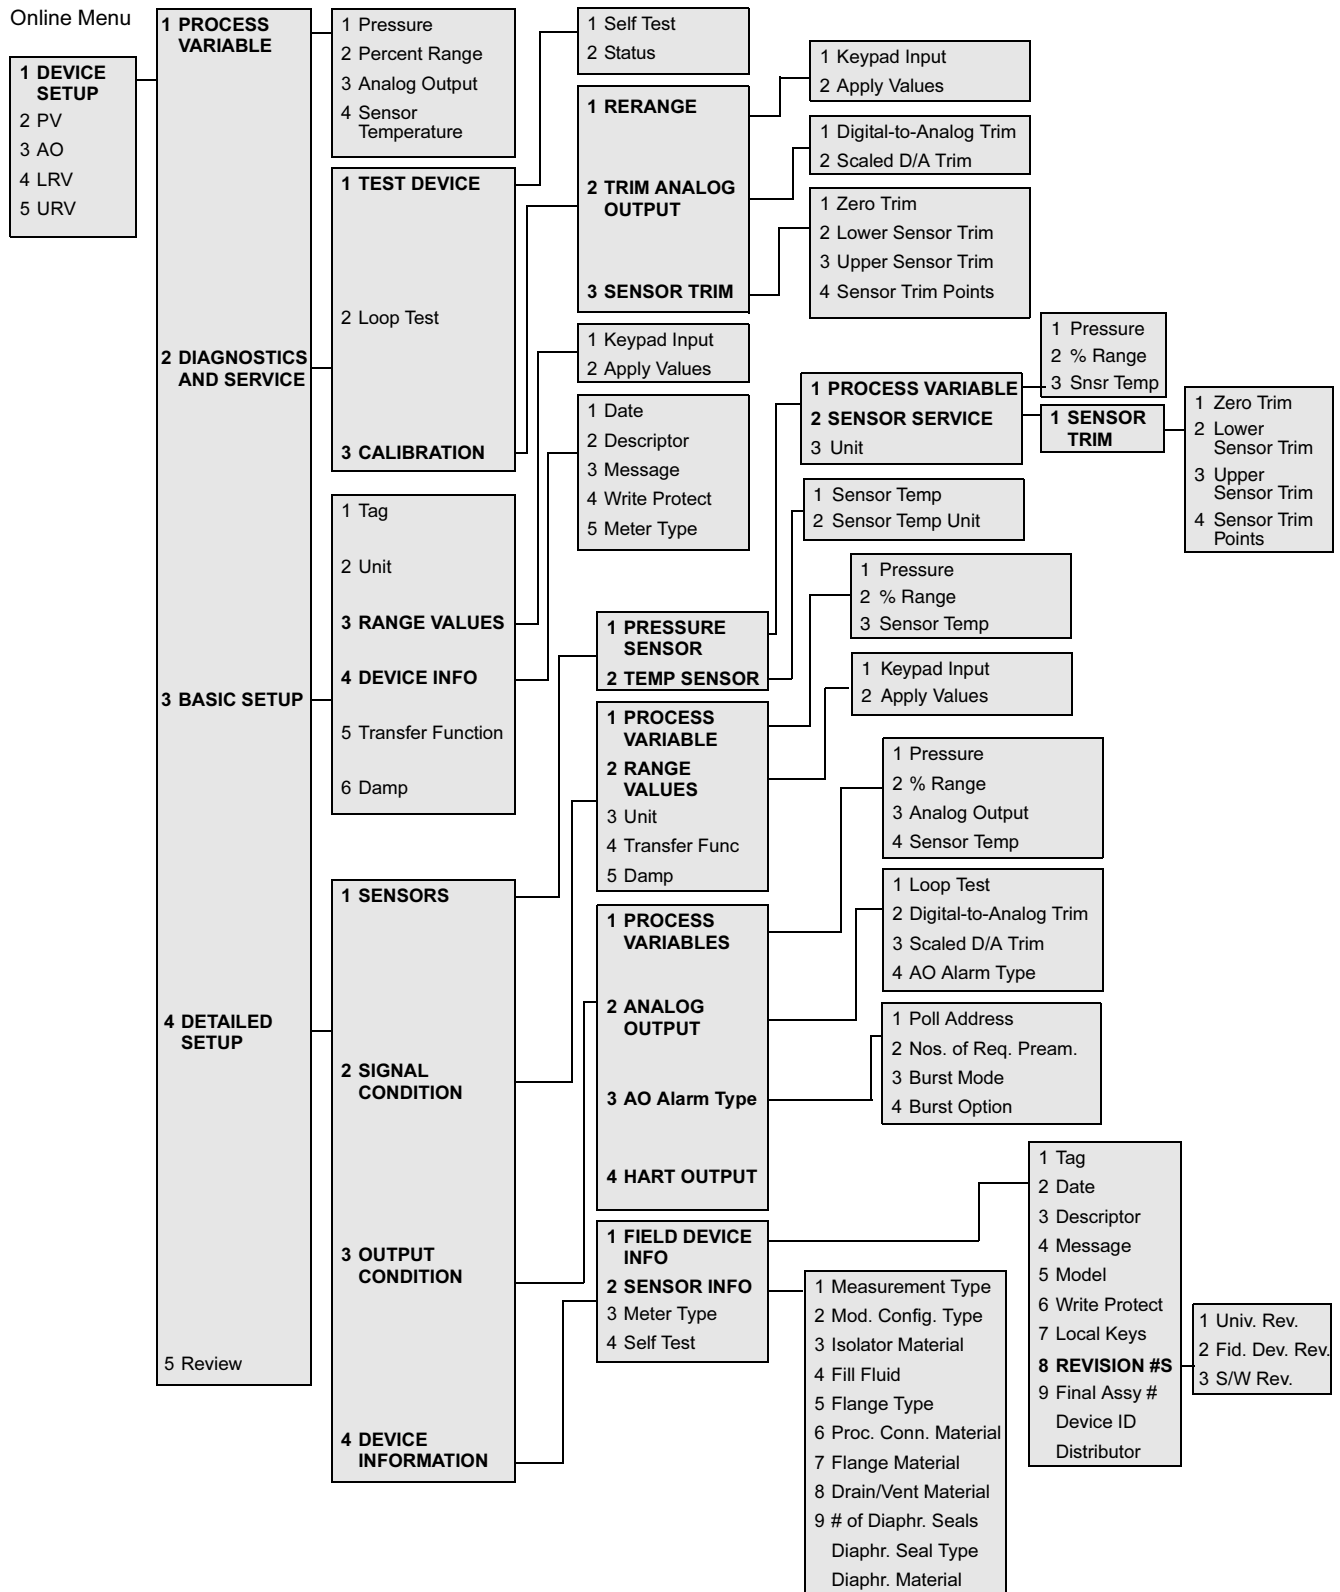 Online Menu
1 DEVICE
SETUP
2 PV
3 AO
4 LRV
5 URV
1 PROCESS
VARIABLE
2 DIAGNOSTICS
AND SERVICE
3 BASIC SETUP
4 DETAILED
SETUP
5 Review
1 Pressure
2 Percent Range
3 Analog Output
4 Sensor
Temperature
1 TEST DEVICE
2 Loop Test
3 CALIBRATION
1 Tag
2 Unit
3 RANGE VALUES
4 DEVICE INFO
5 Transfer Function
6 Damp
1 SENSORS
2 SIGNAL
CONDITION
3 OUTPUT
CONDITION
4 DEVICE
INFORMATION
1 Self Test
2 Status
1 RERANGE
2 TRIM ANALOG
OUTPUT
3 SENSOR TRIM
1 Keypad Input
2 Apply Values
1 Date
2 Descriptor
3 Message
4 Write Protect
5 Meter Type
1 PRESSURE
SENSOR
2 TEMP SENSOR
1 PROCESS
VARIABLE
2 RANGE
VALUES
3 Unit
4 Transfer Func
5 Damp
1 PROCESS
VARIABLES
2 ANALOG
OUTPUT
3 AO Alarm Type
4 HART OUTPUT
1 FIELD DEVICE
INFO
2 SENSOR INFO
3 Meter Type
4 Self Test
1 Keypad Input
2 Apply Values
1 Digital-to-Analog Trim
2 Scaled D/A Trim
1 Zero Trim
2 Lower Sensor Trim
3 Upper Sensor Trim
4 Sensor Trim Points
1 PROCESS VARIABLE
2 SENSOR SERVICE
3 Unit
1 Sensor Temp
2 Sensor Temp Unit
1 Pressure
2 % Range
3 Sensor Temp
1 Keypad Input
2 Apply Values
1 Pressure
2 % Range
3 Analog Output
4 Sensor Temp
1 Loop Test
2 Digital-to-Analog Trim
3 Scaled D/A Trim
4 AO Alarm Type
1 Poll Address
2 Nos. of Req. Pream.
3 Burst Mode
4 Burst Option
1 Measurement Type
2 Mod. Config. Type
3 Isolator Material
4 Fill Fluid
5 Flange Type
6 Proc. Conn. Material
7 Flange Material
8 Drain/Vent Material
9 # of Diaphr. Seals
Diaphr. Seal Type
Diaphr. Material
1 Pressure
2 % Range
3 Snsr Temp
1 SENSOR
TRIM
1 Zero Trim
2 Lower
Sensor Trim
3 Upper
Sensor Trim
4 Sensor Trim
Points
1 Tag
2 Date
3 Descriptor
4 Message
5 Model
6 Write Protect
7 Local Keys
8 REVISION #S
9 Final Assy #
Device ID
Distributor
1 Univ. Rev.
2 Fid. Dev. Rev.
3 S/W Rev.